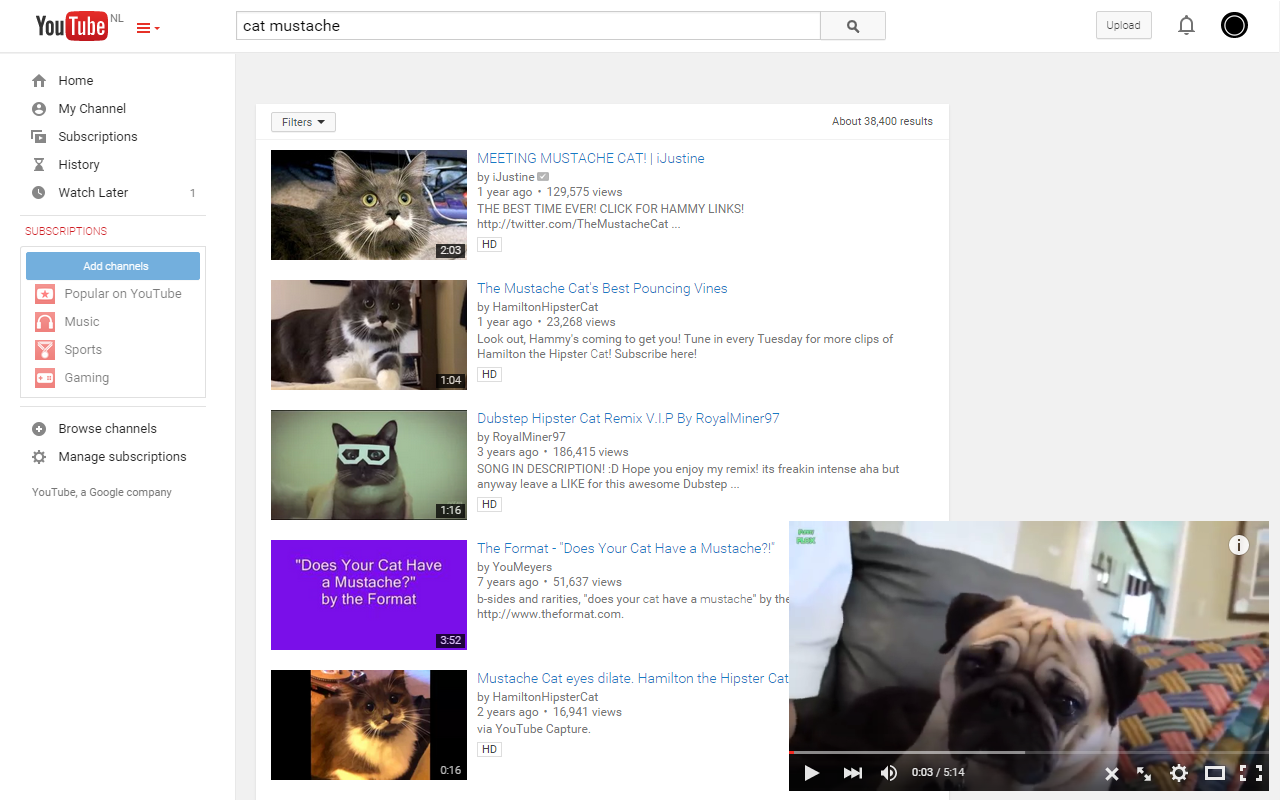 YouTube NL
cat mustache
Upload
Home
My Channel
Subscriptions
History
Watch Later 1
SUBSCRIPTIONS
Add channels
Popular on YouTube
Music
Sports
Gaming
Browse channels
Manage subscriptions
YouTube, a Google company
Filters
About 38,400 results
2:03
MEETING MUSTACHE CAT! | iJustine
by iJustine
1 year ago • 129,575 views
THE BEST TIME EVER! CLICK FOR HAMMY LINKS!
http://twitter.com/TheMustacheCat ...
HD
1:04
The Mustache Cat's Best Pouncing Vines
by HamiltonHipsterCat
1 year ago • 23,268 views
Look out, Hammy's coming to get you! Tune in every Tuesday for more clips of
Hamilton the Hipster Cat! Subscribe here!
HD
1:16
Dubstep Hipster Cat Remix V.I.P By RoyalMiner97
by RoyalMiner97
3 years ago • 186,415 views
SONG IN DESCRIPTION! :D Hope you enjoy my remix! its freakin intense aha but
anyway leave a LIKE for this awesome Dubstep ...
HD
"Does Your Cat Have
a Mustache?"
by the Format
3:52
The Format - "Does Your Cat Have a Mustache?!"
by YouMeyers
7 years ago • 51,637 views
b-sides and rarities, "does your cat have a mustache" by the
http://www.theformat.com.
0:16
Mustache Cat eyes dilate. Hamilton the Hipster Cat
by HamiltonHipsterCat
2 years ago • 16,941 views
via YouTube Capture.
HD
0:03 / 5:14